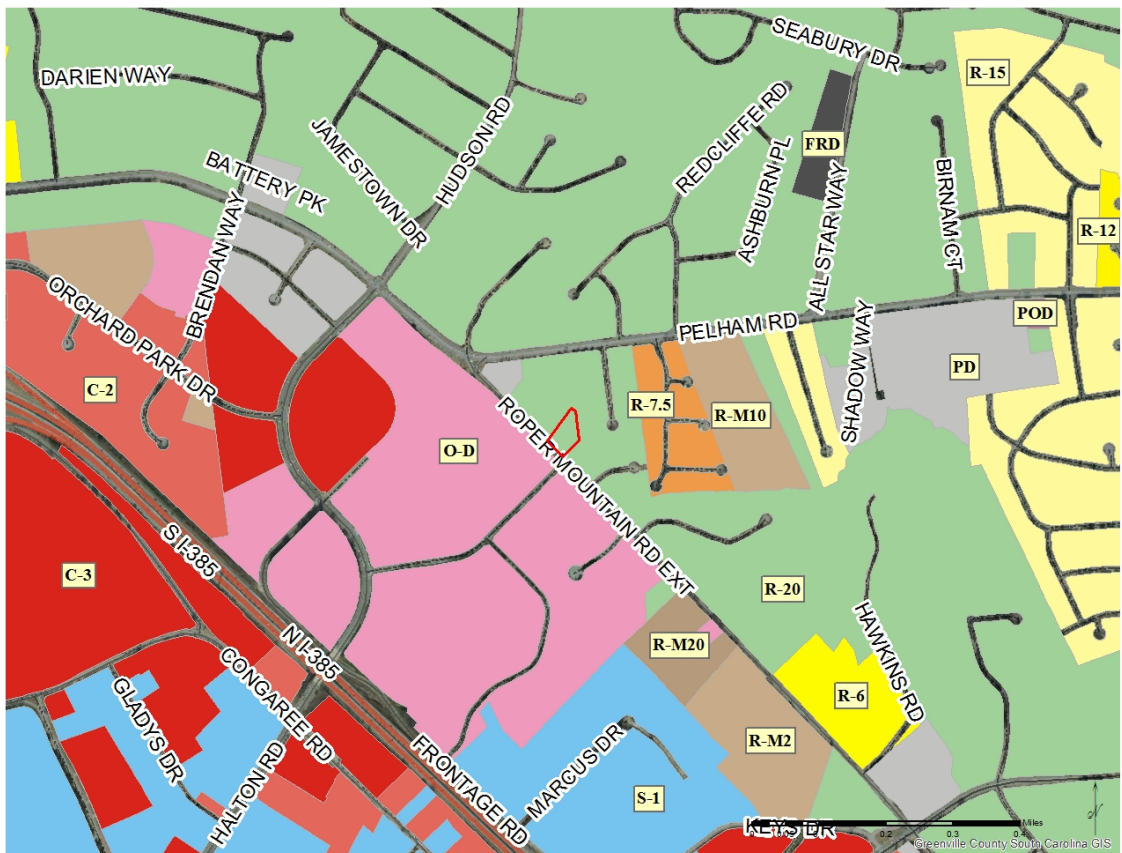 SEABURY DR
DARIEN WAY
R-15
JAMESTOWN DR
HUDSON RD
REDCLIFFE RD
FRD
BATTERY PK
ASHBURN PL
BIRNAM CT
R-12
BRENDAN WAY
ALL STAR WAY
ORCHARD PARK DR
PELHAM RD
POD
C-2
SHADOW WAY
PD
R-7.5
R-M10
O-D
ROPER MOUNTAIN RD EXT
S I-385
C-3
R-20
N I-385
HAWKINS RD
R-M20
CONGAREE RD
GLADYS DR
R-6
R-M2
HALTON RD
FRONTAGE RD
MARCUS DR
S-1
KEYS DR
0.2 0.3 0.4
Miles
Greenville County South Carolina GIS